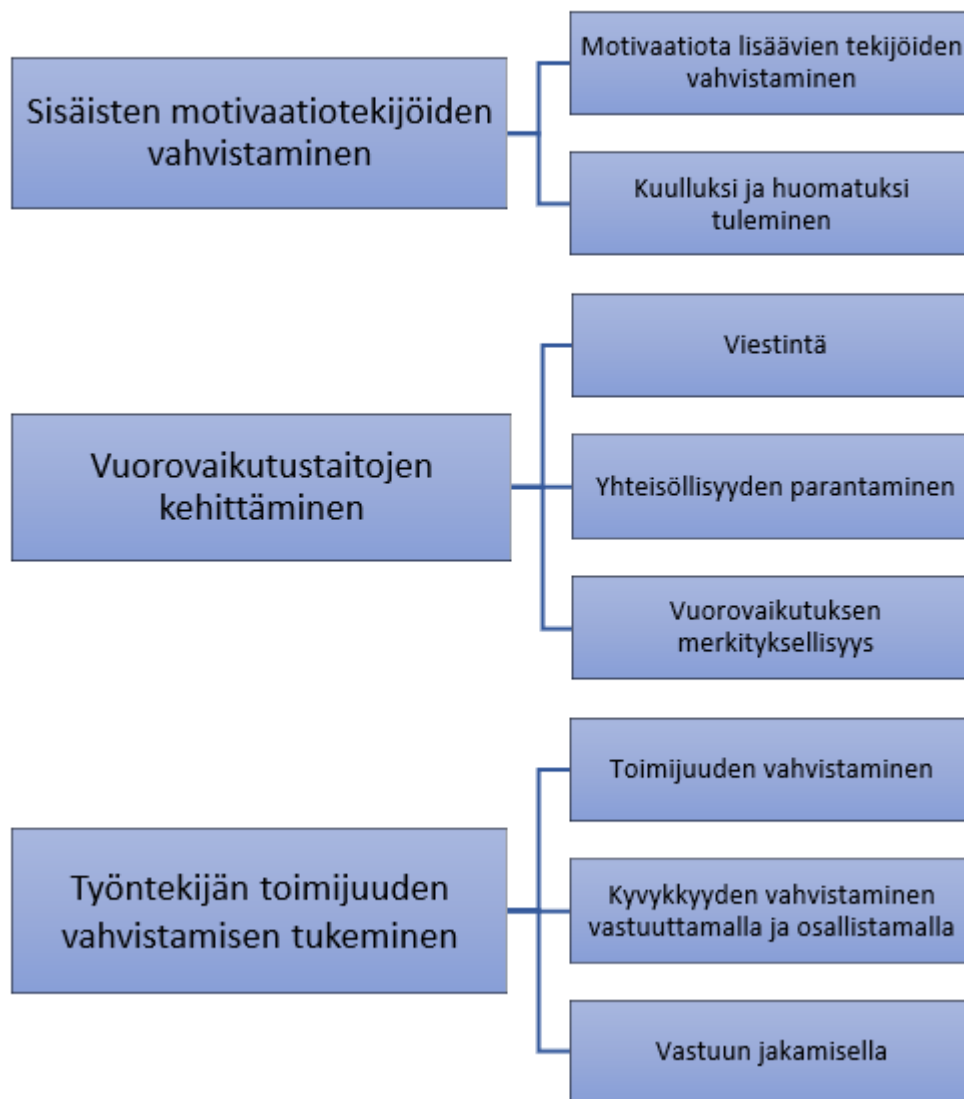 Sisäisten motivaatiotekijöiden
vahvistaminen
Motivaatiota lisäävien tekijöiden
vahvistaminen
Kuulluksi ja huomatuksi
tuleminen
Vuorovaikutustaitojen
kehittäminen
Viestintä
Yhteisöllisyyden parantaminen
Vuorovaikutuksen
merkityksellisyys
Työntekijän toimijuuden
vahvistamisen tukeminen
Toimijuuden vahvistaminen
Kyvykkyyden vahvistaminen
vastuuttamalla ja osallistamalla
Vastuun jakamisella